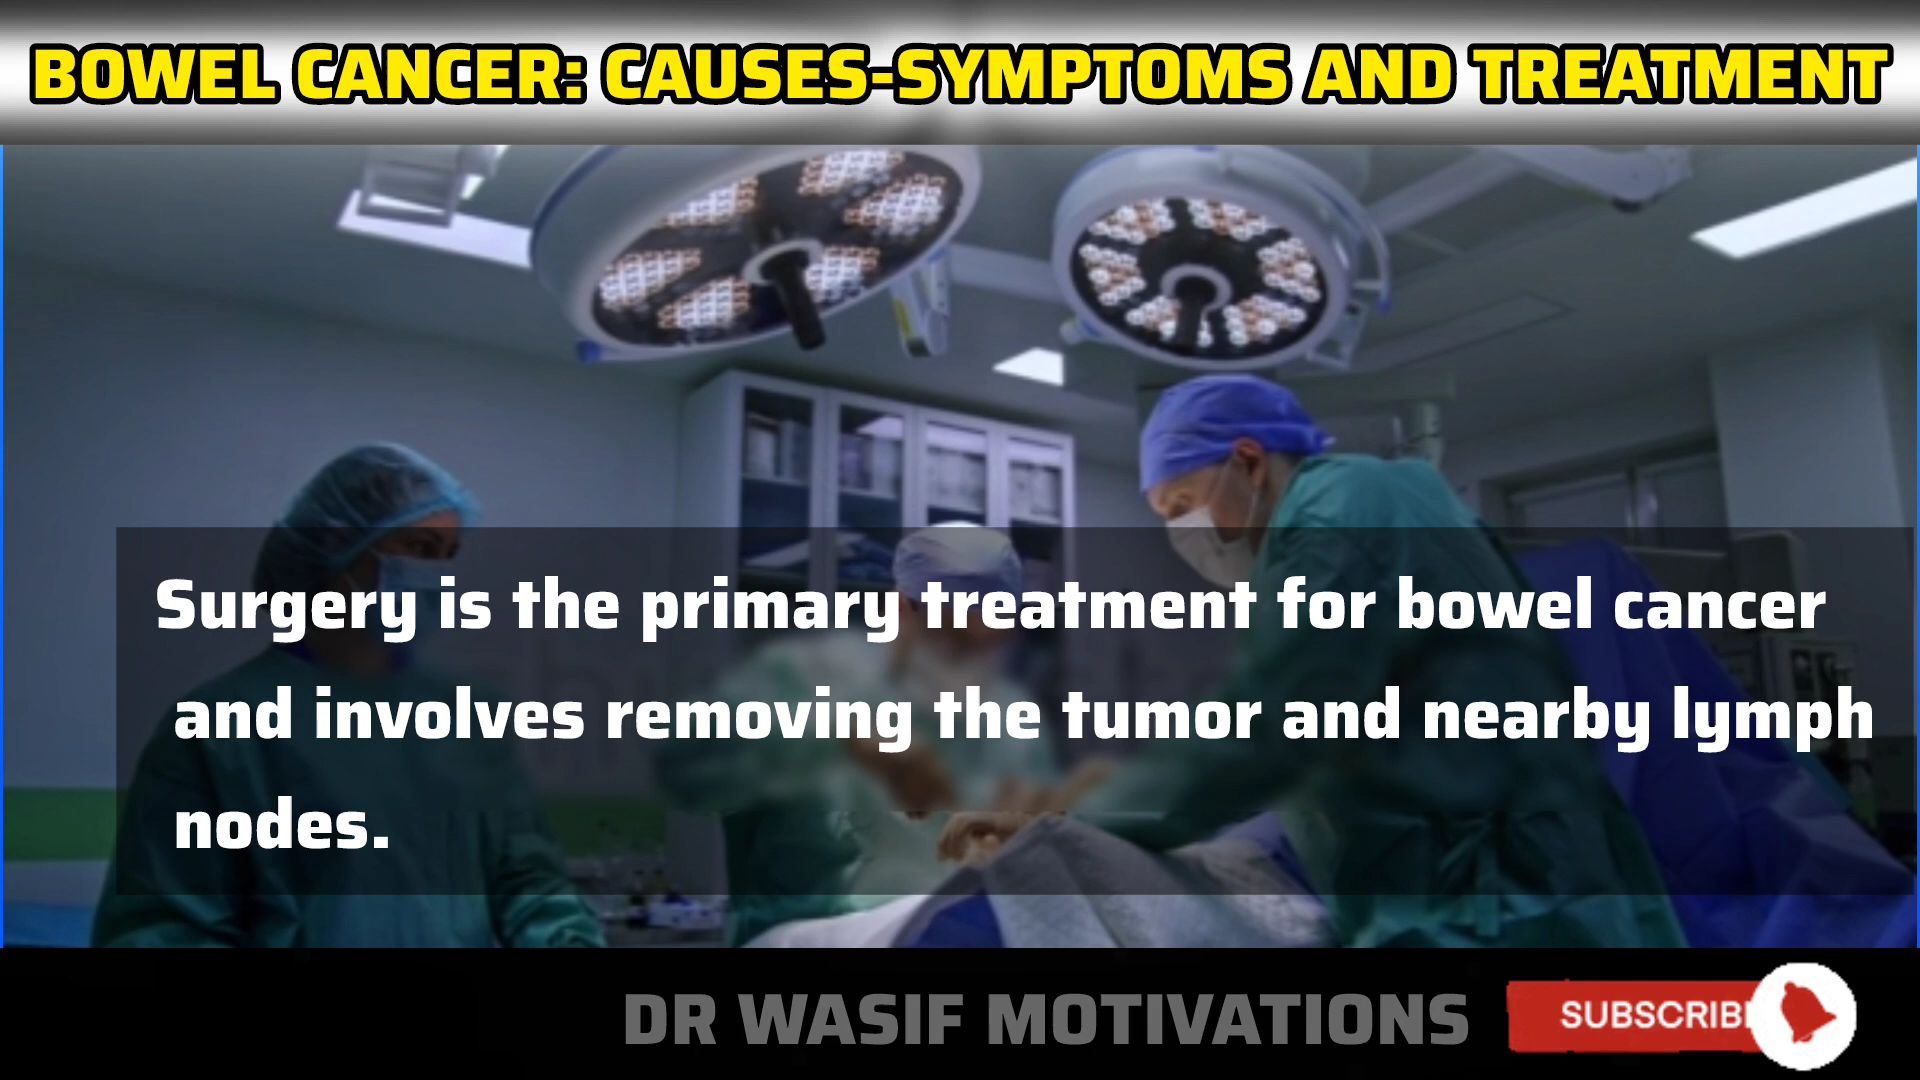 BOWEL CANCER: CAUSES-SYMPTOMS AND TREATMENT
Surgery is the primary treatment for bowel cancer
and involves removing the tumor and nearby lymph
nodes.
DR WASIF MOTIVATIONS
SUBSCRIB